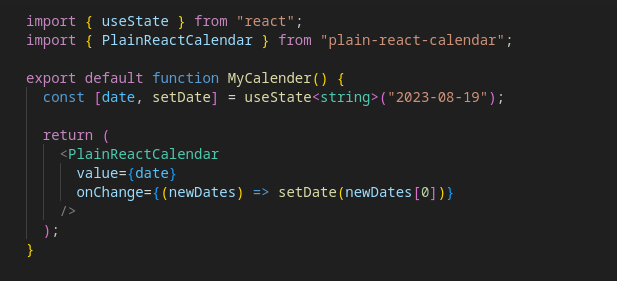 import { useState } from "react";
import { PlainReactCalendar } from "plain-react-calendar";
export default function MyCalender() {
const [date, setDate] = useState<string>("2023-08-19");
return (
<PlainReactCalendar
value={date}
onChange={(newDates) => setDate(newDates[0])}
/>
);
}